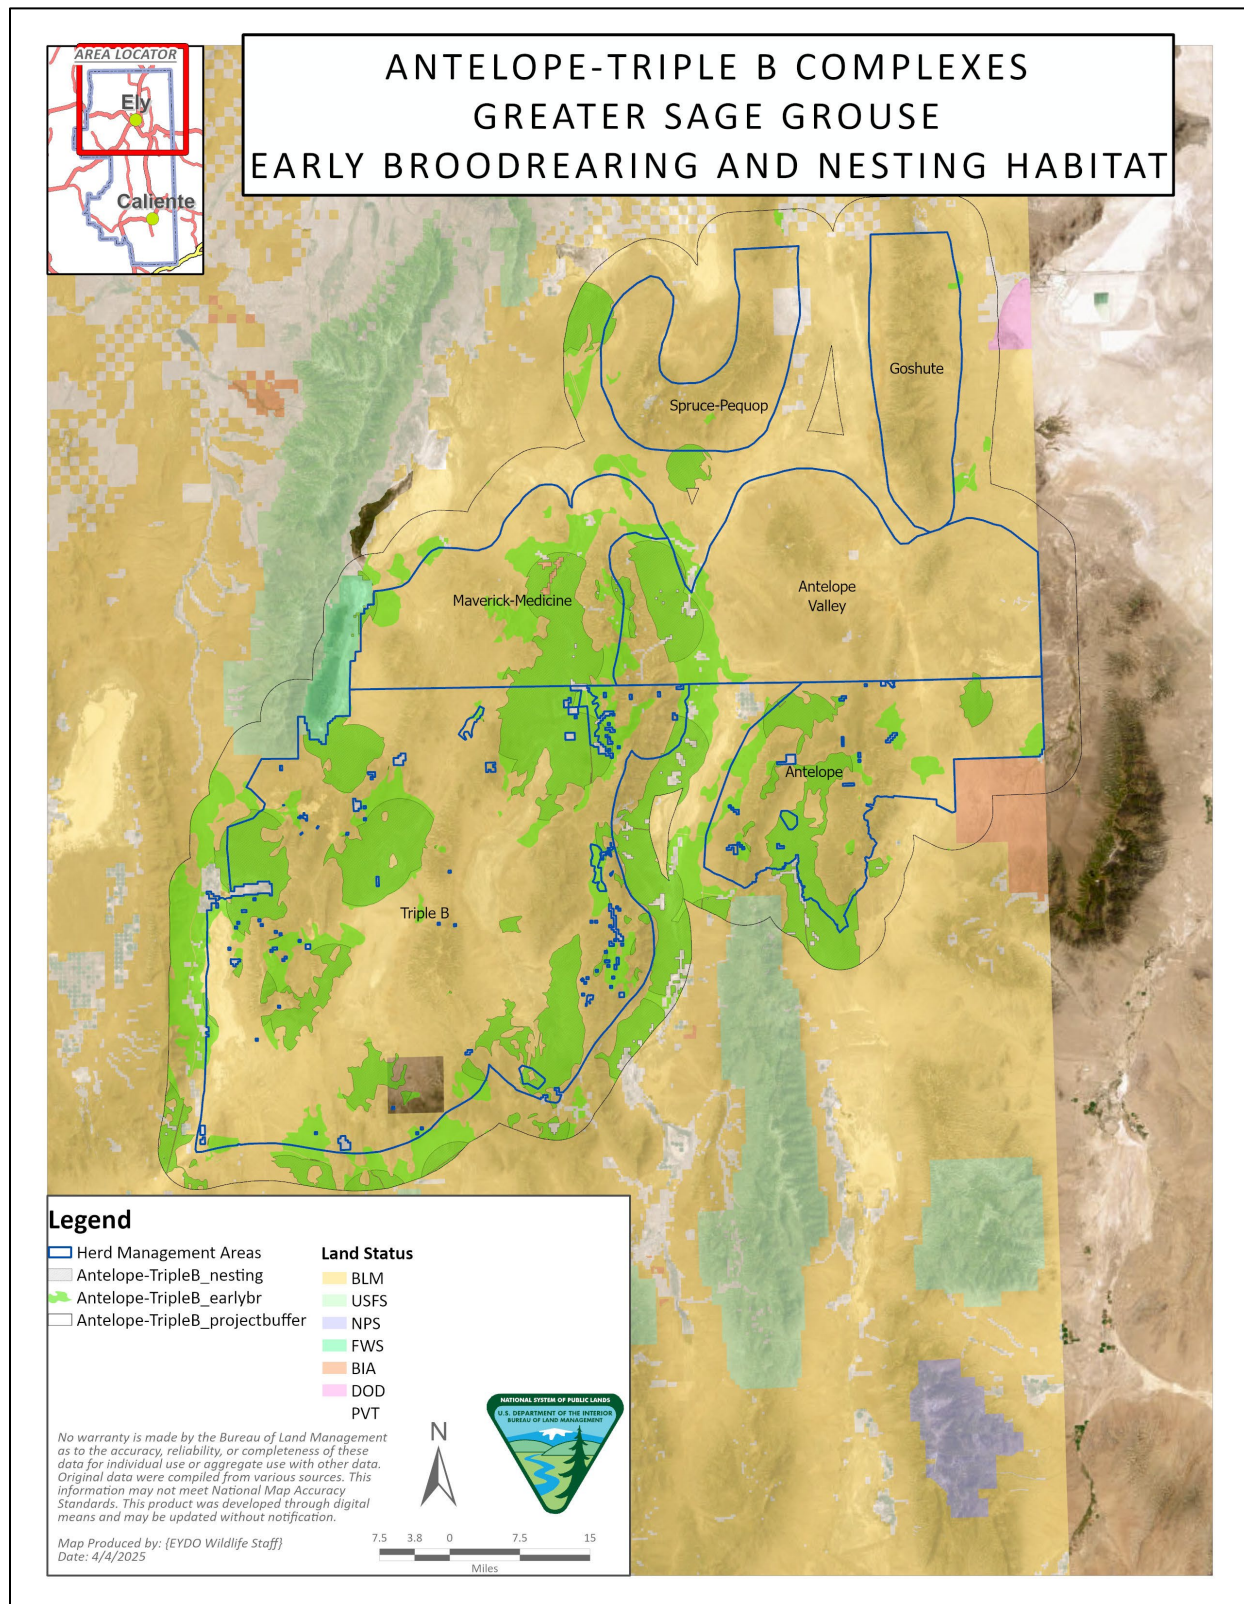 AREA LOCATOR
Ely
Caliente
ANTELOPE-TRIPLE B COMPLEXES
GREATER SAGE GROUSE
EARLY BROODREARING AND NESTING HABITAT
Goshute
Spruce-Pequop
Maverick-Medicine
Antelope
Valley
Antelope
Triple B
Legend
Herd Management Areas
Antelope-TripleB_nesting
Antelope-TripleB_earlybr
Antelope-TripleB_projectbuffer
Land Status
BLM
USFS
NPS
FWS
BIA
DOD
PVT
No warranty is made by the Bureau of Land Management
as to the accuracy, reliability, or completeness of these
data for individual use or aggregate use with other data.
Original data were compiled from various sources. This
information may not meet National Map Accuracy
Standards. This product was developed through digital
means and may be updated without notification.
Map Produced by: {EYDO Wildlife Staff}
Date: 4/4/2025
N
NATIONAL SYSTEM OF PUBLIC LANDS
U.S. DEPARTMENT OF THE INTERIOR
BUREAU OF LAND MANAGEMENT
7.5 3.8 0 7.5 15
Miles